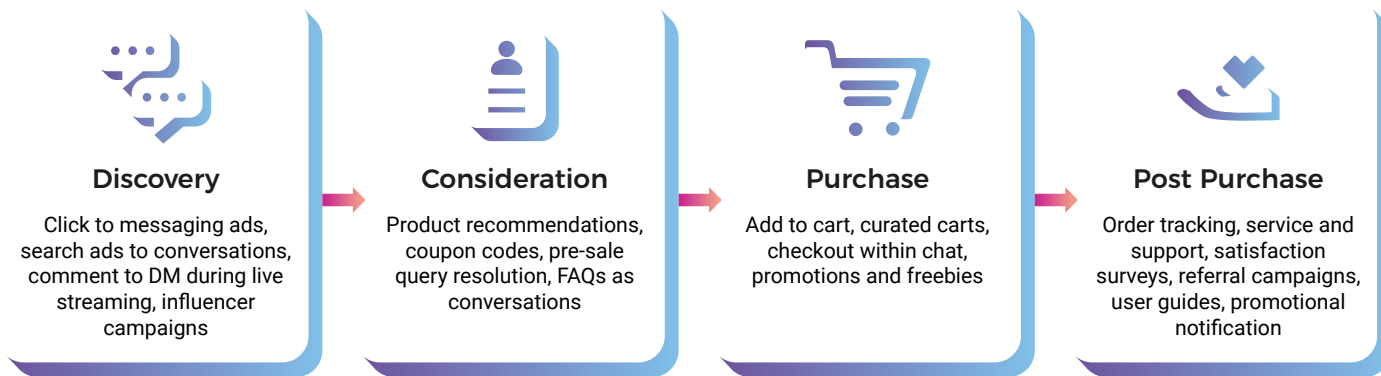 Discovery
Click to messaging ads,
search ads to conversations,
comment to DM during live
streaming, influencer
campaigns
Consideration
Product recommendations,
coupon codes, pre-sale
query resolution, FAQs as
conversations
Purchase
Add to cart, curated carts,
checkout within chat,
promotions and freebies
Post Purchase
Order tracking, service and
support, satisfaction
surveys, referral campaigns,
user guides, promotional
notification